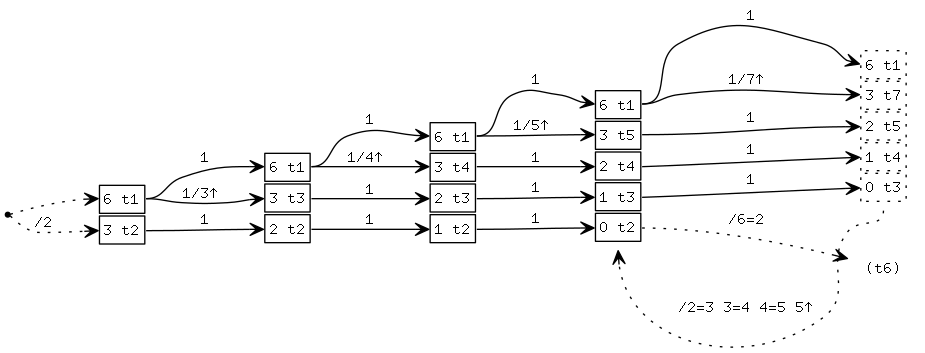 /2
6 t1
3 t2
1
1/3↑
1
6 t1
3 t3
2 t2
1
1/4↑
1
1
6 t1
3 t4
2 t3
1 t2
1
1/5↑
1
1
1
6 t1
3 t5
2 t4
1 t3
0 t2
1
1/7↑
1
1
1
/6=2
6 t1
3 t7
2 t5
1 t4
0 t3
(t6)
/2=3 3=4 4=5 5↑